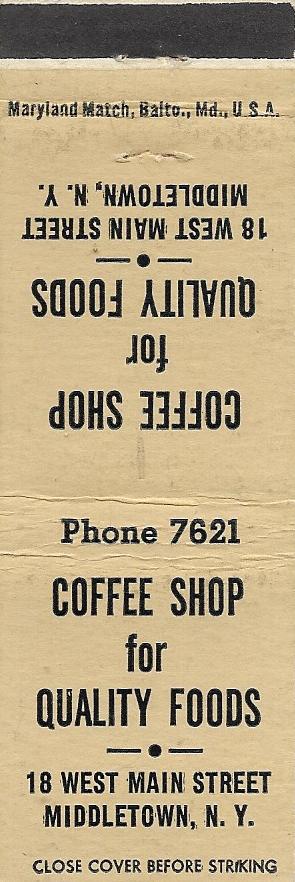 Maryland Match, Balto., Md., U S A.
COFFEE SHOP
for
QUALITY FOODS
18 WEST MAIN STREET
MIDDLETOWN, N. Y.
Phone 7621
COFFEE SHOP
for
QUALITY FOODS
18 WEST MAIN STREET
MIDDLETOWN, N. Y.
CLOSE COVER BEFORE STRIKING